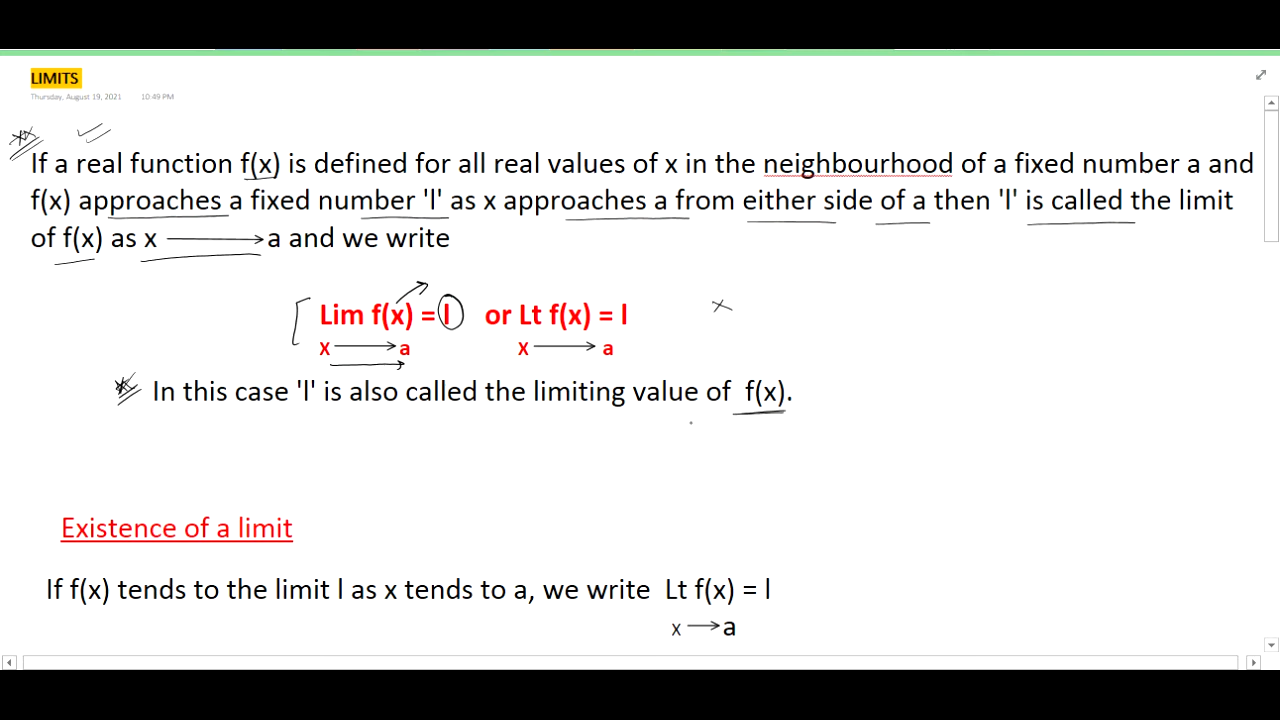 LIMITS
Thursday, August 19, 2021 10:49 PM
If a real function f(x) is defined for all real values of x in the neighbourhood of a fixed number a and
f(x) approaches a fixed number 'l' as x approaches a from either side of a then 'l' is called the limit
of f(x) as x ⟶ a and we write
Lim f(x) = l or Lt f(x) = l
x ⟶ a x ⟶ a
In this case 'l' is also called the limiting value of f(x).
Existence of a limit
If f(x) tends to the limit l as x tends to a, we write Lt f(x) = l
x ⟶ a